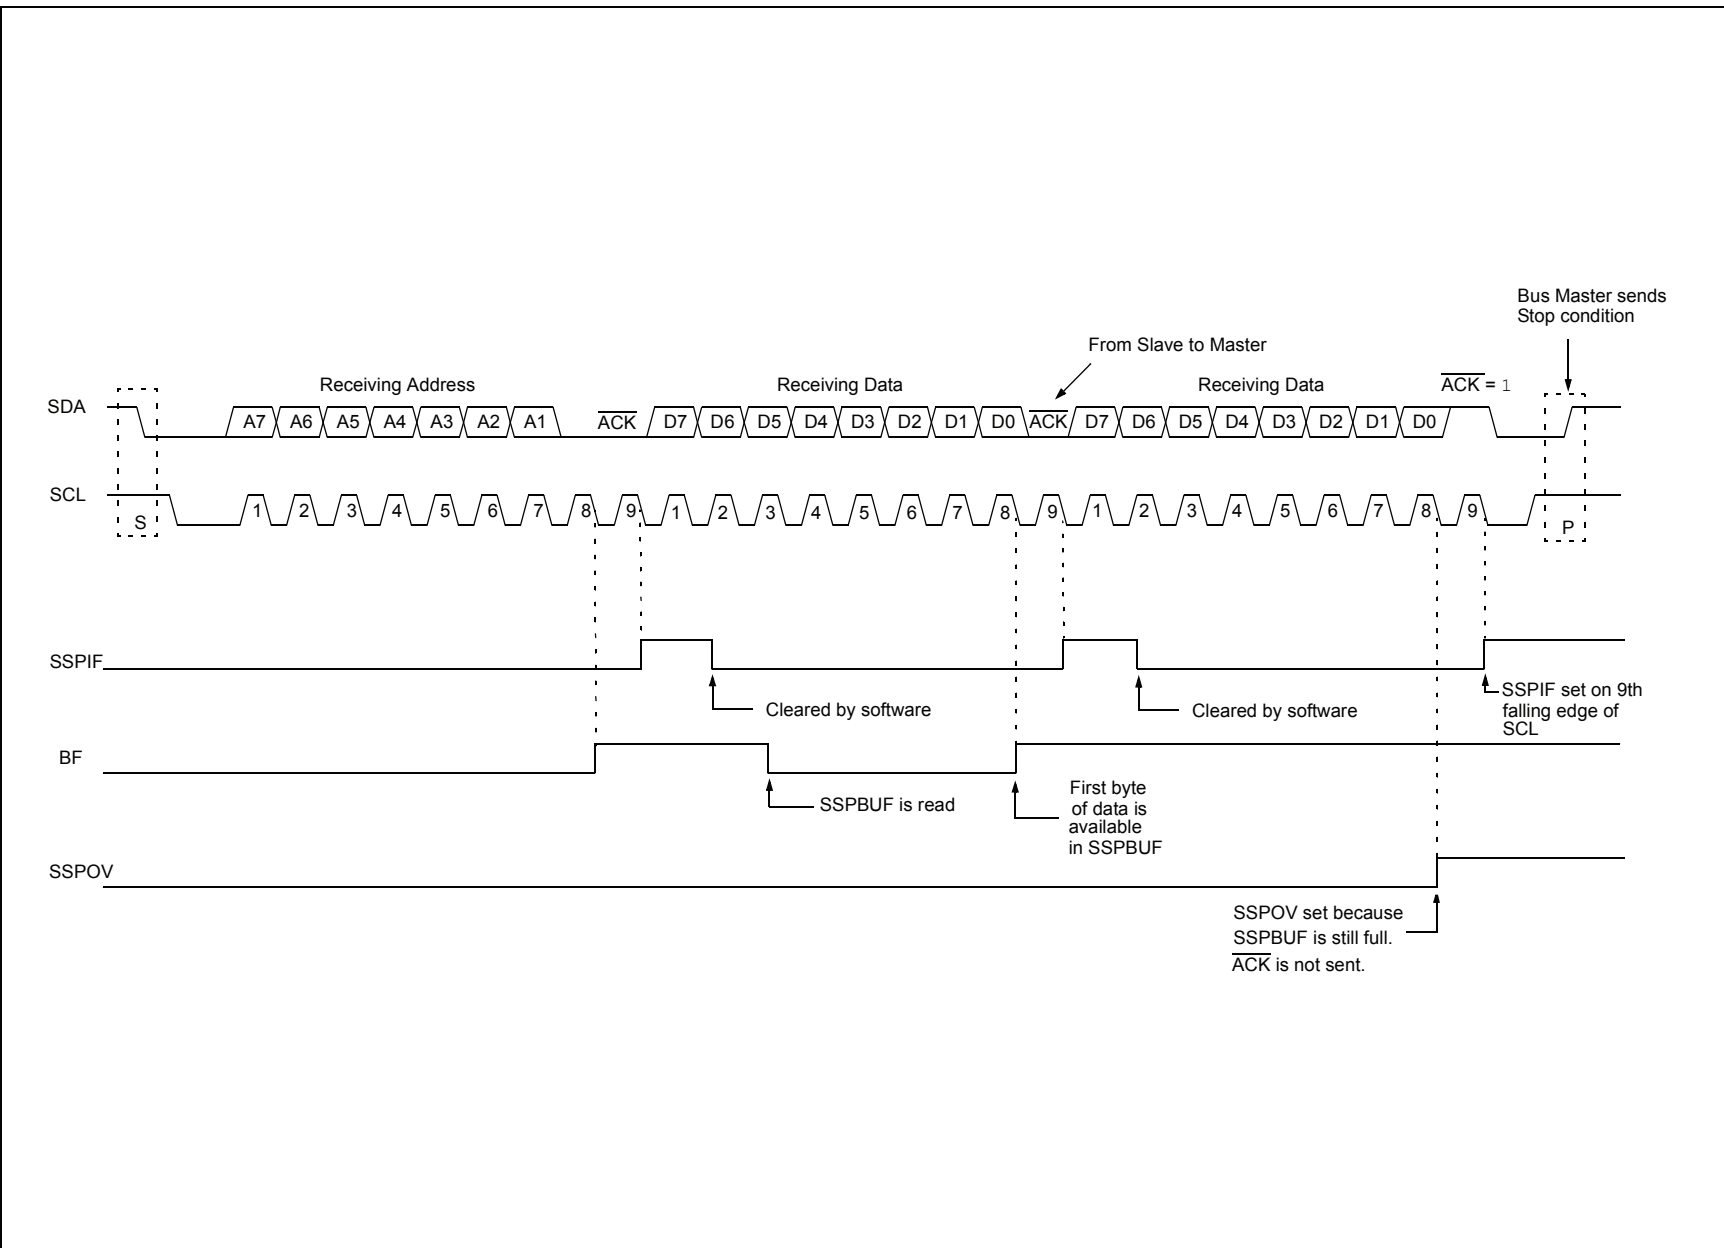 Bus Master sends
Stop condition
From Slave to Master
Receiving Address
Receiving Data
Receiving Data
ACK = 1
SDA
A7 A6 A5 A4 A3 A2 A1 ACK D7 D6 D5 D4 D3 D2 D1 D0 ACK D7 D6 D5 D4 D3 D2 D1 D0
SCL
S
1 2 3 4 5 6 7 8 9 1 2 3 4 5 6 7 8 9 1 2 3 4 5 6 7 8 9
P
SSPIF
Cleared by software
Cleared by software
SSPIF set on 9th
falling edge of
SCL
BF
SSPBUF is read
First byte
of data is
available
in SSPBUF
SSPOV
SSPOV set because
SSPBUF is still full.
ACK is not sent.